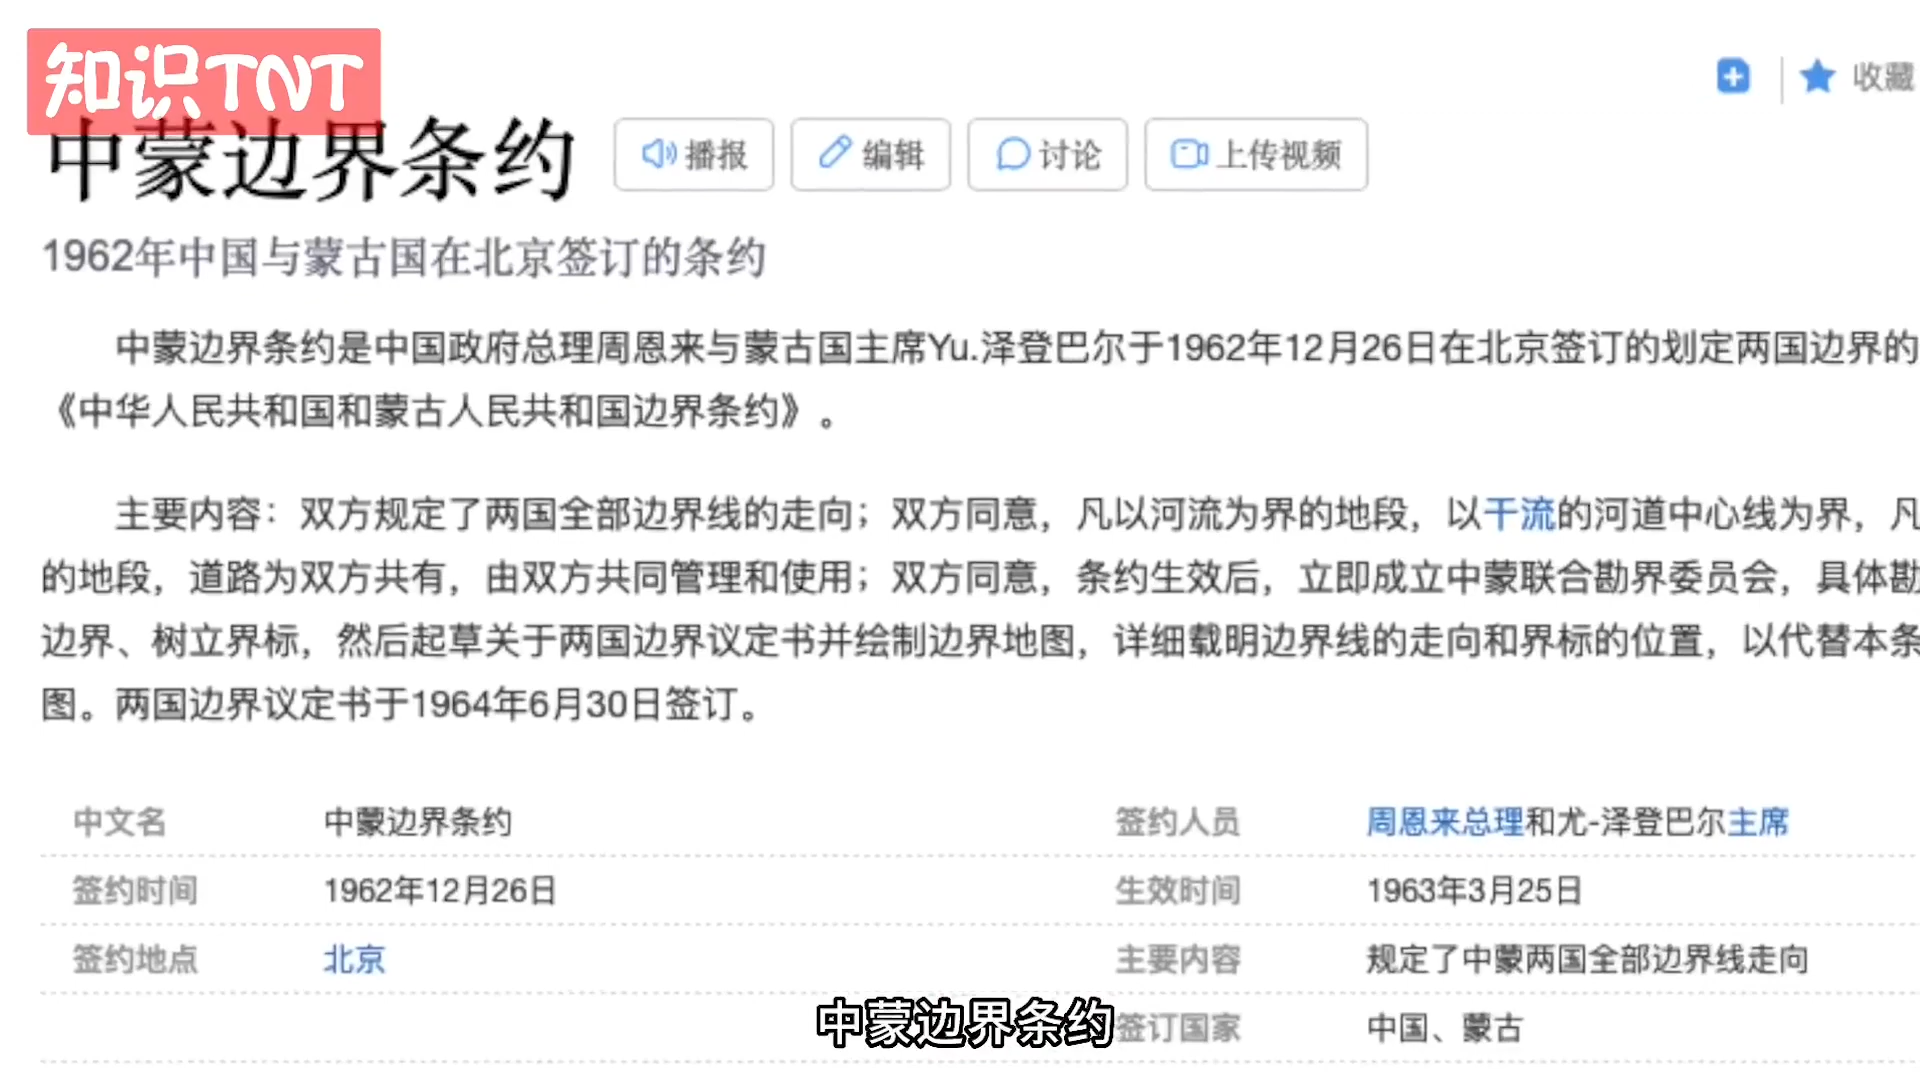 知识TNT
收藏
中蒙边界条约
播报
编辑
讨论
上传视频
1962年中国与蒙古国在北京签订的条约
中蒙边界条约是中国政府总理周恩来与蒙古国主席Yu.泽登巴尔于1962年12月26日在北京签订的划定两国边界的
《中华人民共和国和蒙古人民共和国边界条约》。
主要内容：双方规定了两国全部边界线的走向；双方同意，凡以河流为界的地段，以干流的河道中心线为界，凡
的地段，道路为双方共有，由双方共同管理和使用；双方同意，条约生效后，立即成立中蒙联合勘界委员会，具体勘
边界、树立界标，然后起草关于两国边界议定书并绘制边界地图，详细载明边界线的走向和界标的位置，以代替本条
图。两国边界议定书于1964年6月30日签订。
中文名 中蒙边界条约 签约人员 周恩来总理和尤-泽登巴尔主席
签约时间 1962年12月26日 生效时间 1963年3月25日
签约地点 北京 主要内容 规定了中蒙两国全部边界线走向
签订国家 中国、蒙古
中蒙边界条约